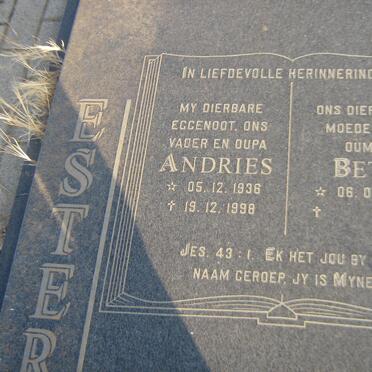 ESTER
IN LIEFDEVOLLE HERINNERING
MY DIERBARE
EGGENOOT, ONS
VADER EN OUPA
ANDRIES
☆ 05.12.1936
† 19.12.1998
ONS DIER
MOEDE
OUM
BET
☆ 06.0
†
JES. 43:1. EK HET JOU BY
NAAM GEROEP, JY IS MYNE